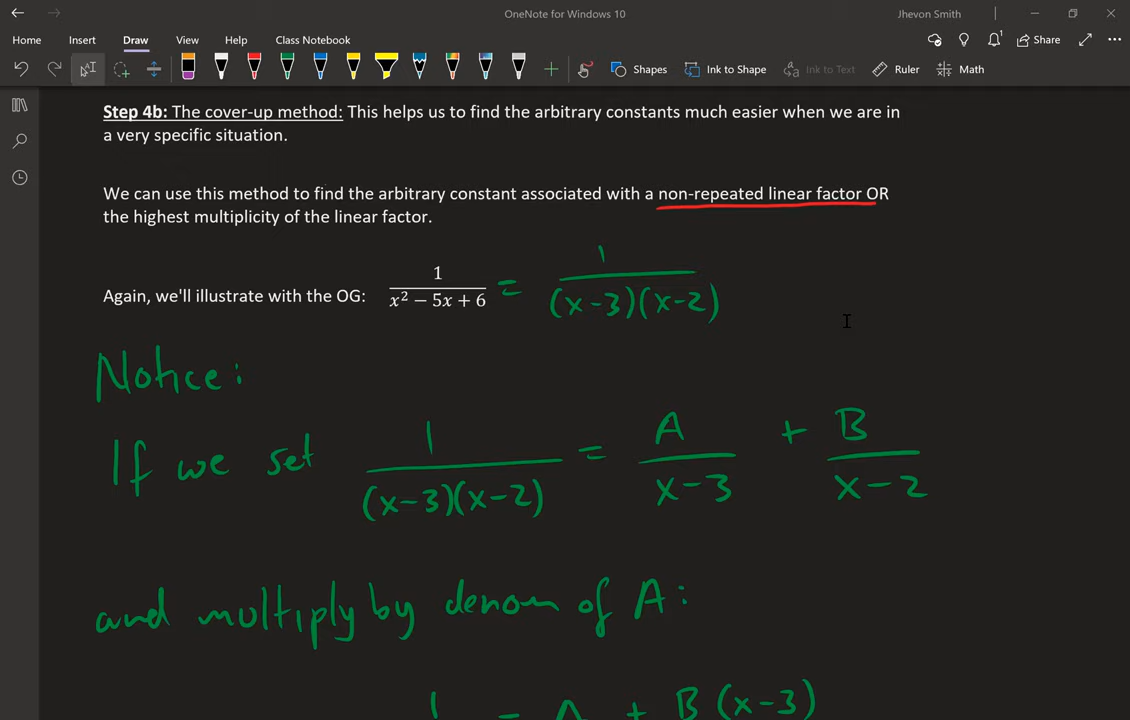 OneNote for Windows 10
Jhevon Smith
Home Insert Draw View Help Class Notebook
Share
Shapes Ink to Shape Ink to Text Ruler Math
Step 4b: The cover-up method: This helps us to find the arbitrary constants much easier when we are in
a very specific situation.
We can use this method to find the arbitrary constant associated with a non-repeated linear factor OR
the highest multiplicity of the linear factor.
Again, we'll illustrate with the OG: 1/(x² − 5x + 6) = 1/((x-3)(x-2))
Notice:
If we set 1/((x-3)(x-2)) = A/(x-3) + B/(x-2)
and multiply by denom of A:
1 = A + B(x-3)